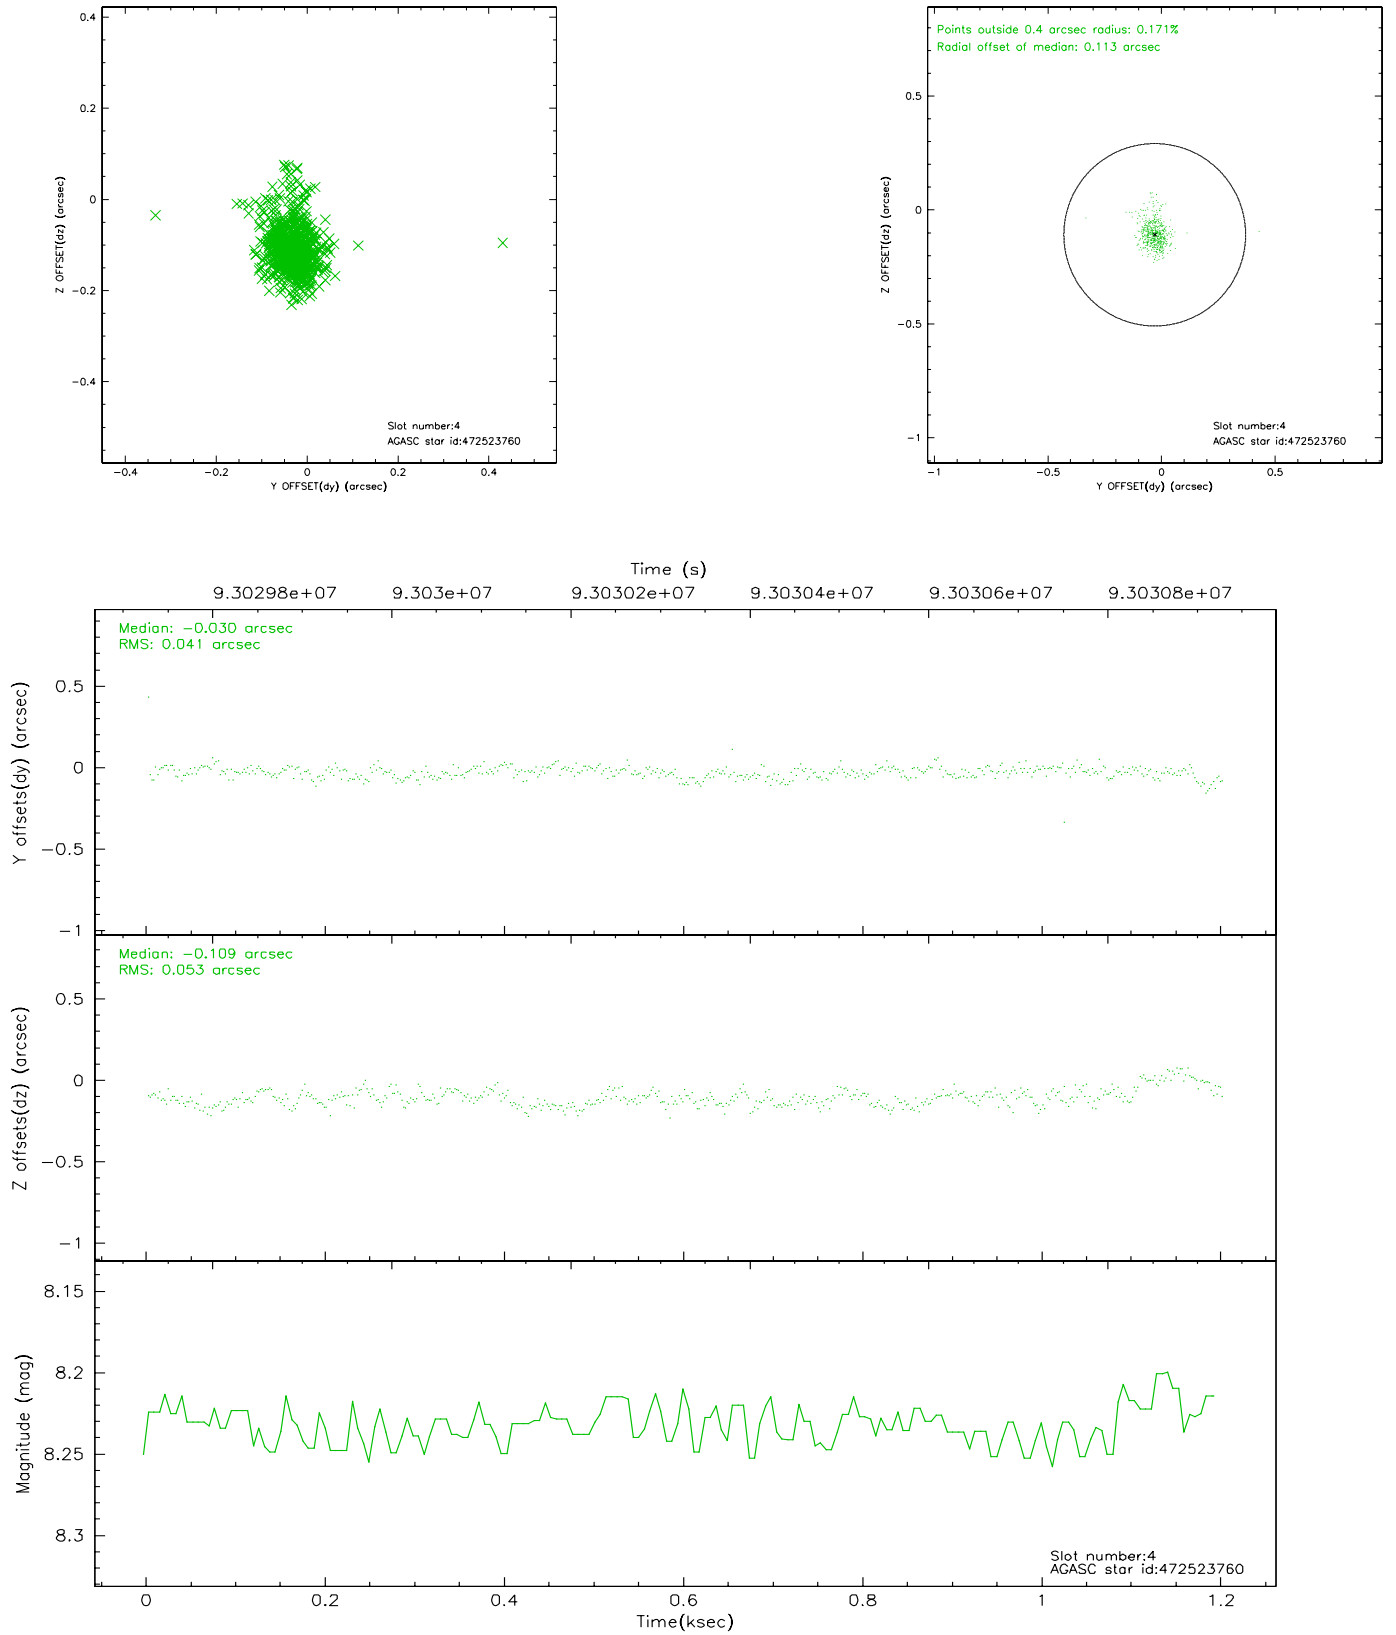 0.4
0.2
0
−0.2
−0.4
Z OFFSET(dz) (arcsec)
Slot number:4
AGASC star id:472523760
−0.4 −0.2 0 0.2 0.4
Y OFFSET(dy) (arcsec)
Points outside 0.4 arcsec radius: 0.171%
Radial offset of median: 0.113 arcsec
0.5
0
−0.5
−1
Z OFFSET(dz) (arcsec)
Slot number:4
AGASC star id:472523760
−1 −0.5 0 0.5
Y OFFSET(dy) (arcsec)
Time (s)
9.30298e+07 9.303e+07 9.30302e+07 9.30304e+07 9.30306e+07 9.30308e+07
Median: −0.030 arcsec
RMS: 0.041 arcsec
0.5
0
−0.5
−1
Y offsets(dy) (arcsec)
Median: −0.109 arcsec
RMS: 0.053 arcsec
0.5
0
−0.5
−1
Z offsets(dz) (arcsec)
8.15
8.2
8.25
8.3
Magnitude (mag)
Slot number:4
AGASC star id:472523760
0 0.2 0.4 0.6 0.8 1 1.2
Time(ksec)